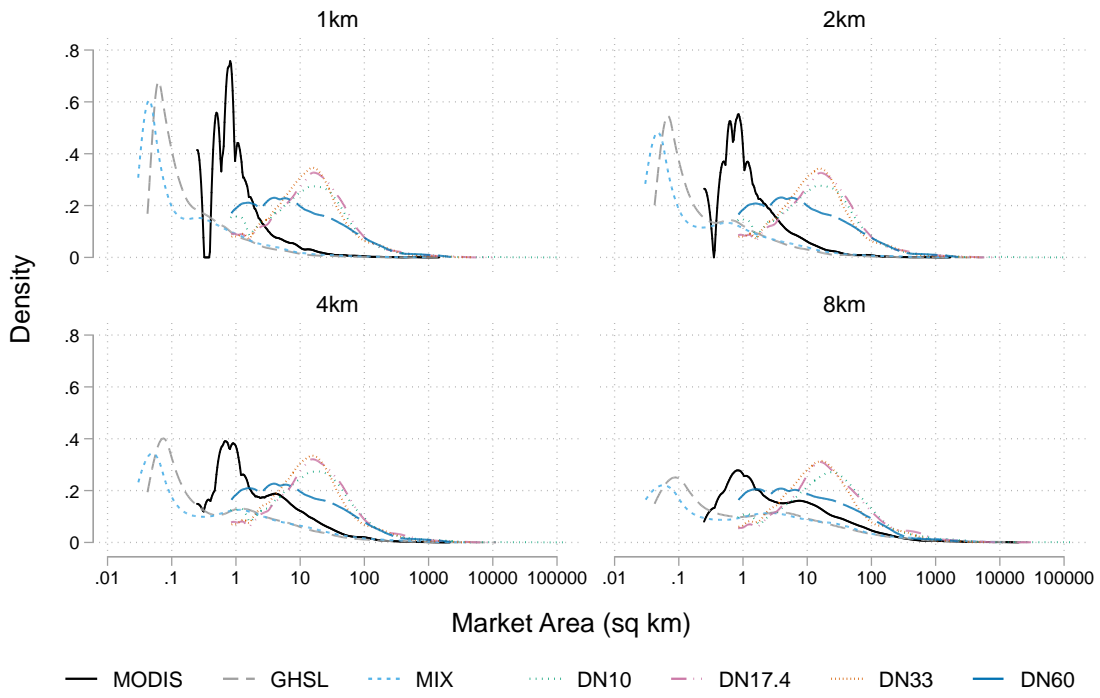 1km
2km
.8
.6
.4
.2
0
4km
8km
.8
.6
.4
.2
0
.01 .1 1 10 100 1000 10000 100000
.01 .1 1 10 100 1000 10000 100000
Density
Market Area (sq km)
MODIS GHSL MIX DN10 DN17.4 DN33 DN60